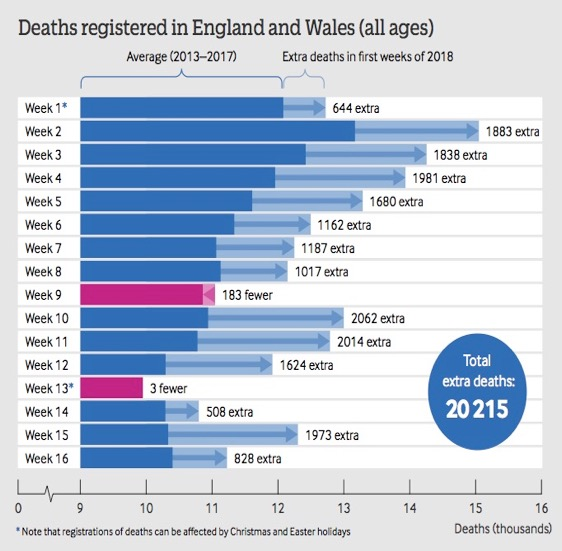 Deaths registered in England and Wales (all ages)
Average (2013–2017) Extra deaths in first weeks of 2018
Week 1* 644 extra
Week 2 1883 extra
Week 3 1838 extra
Week 4 1981 extra
Week 5 1680 extra
Week 6 1162 extra
Week 7 1187 extra
Week 8 1017 extra
Week 9 183 fewer
Week 10 2062 extra
Week 11 2014 extra
Week 12 1624 extra
Week 13* 3 fewer
Week 14 508 extra
Week 15 1973 extra
Week 16 828 extra
Total
extra deaths:
20 215
0 9 10 11 12 13 14 15 16
* Note that registrations of deaths can be affected by Christmas and Easter holidays
Deaths (thousands)